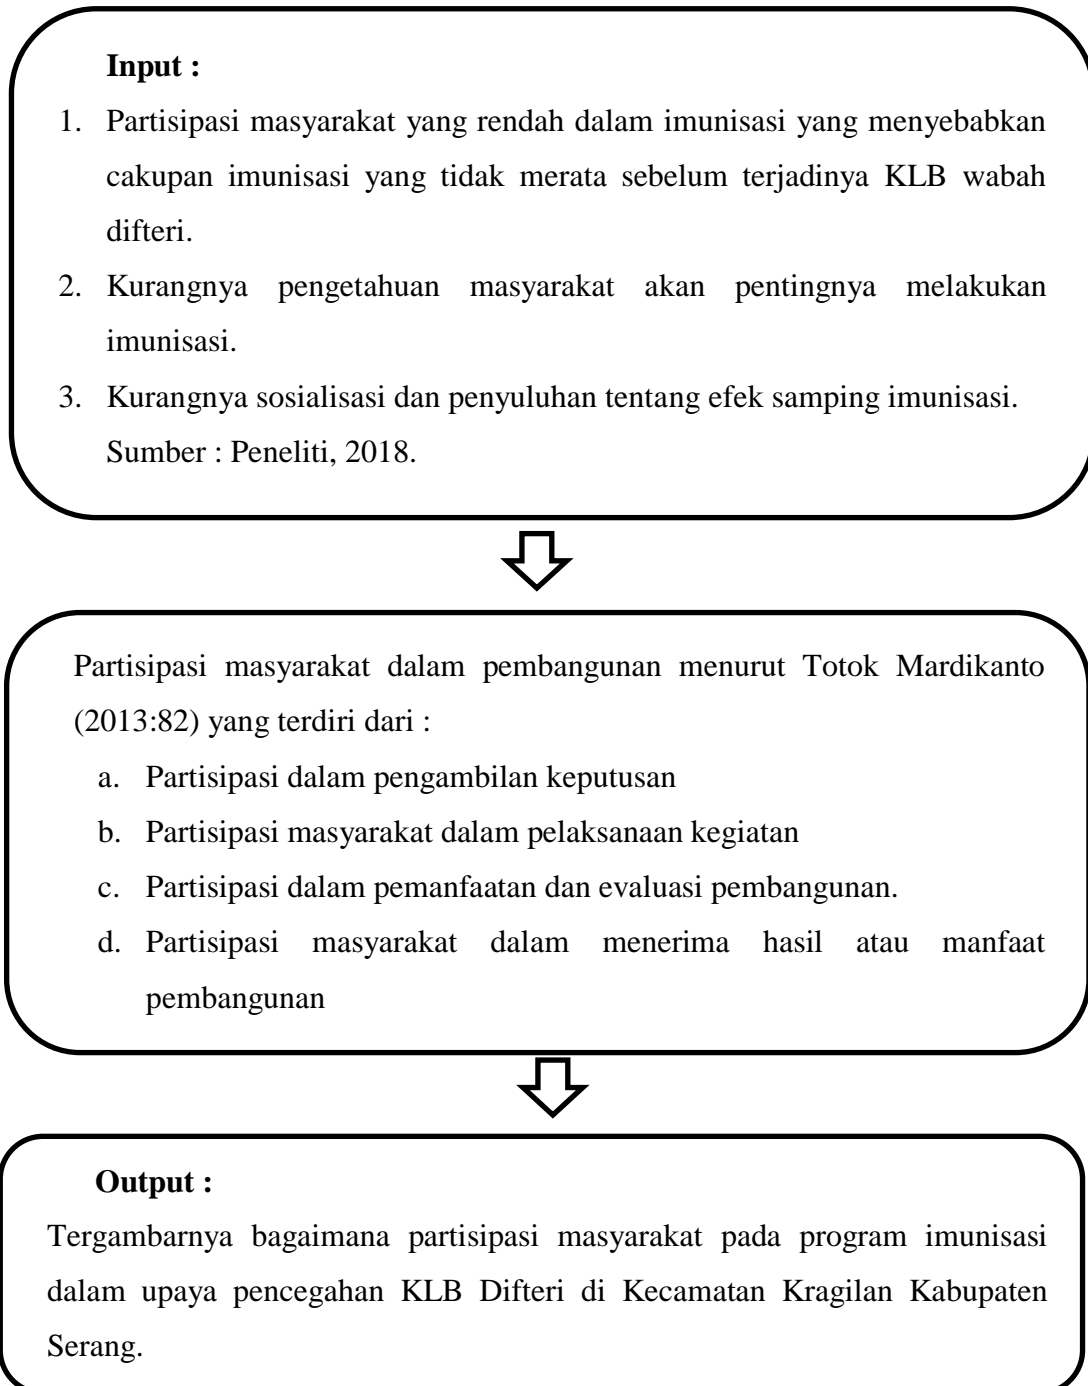 Input :
1. Partisipasi masyarakat yang rendah dalam imunisasi yang menyebabkan
cakupan imunisasi yang tidak merata sebelum terjadinya KLB wabah
difteri.
2. Kurangnya pengetahuan masyarakat akan pentingnya melakukan
imunisasi.
3. Kurangnya sosialisasi dan penyuluhan tentang efek samping imunisasi.
Sumber : Peneliti, 2018.
Partisipasi masyarakat dalam pembangunan menurut Totok Mardikanto
(2013:82) yang terdiri dari :
a. Partisipasi dalam pengambilan keputusan
b. Partisipasi masyarakat dalam pelaksanaan kegiatan
c. Partisipasi dalam pemanfaatan dan evaluasi pembangunan.
d. Partisipasi masyarakat dalam menerima hasil atau manfaat
pembangunan
Output :
Tergambarnya bagaimana partisipasi masyarakat pada program imunisasi
dalam upaya pencegahan KLB Difteri di Kecamatan Kragilan Kabupaten
Serang.